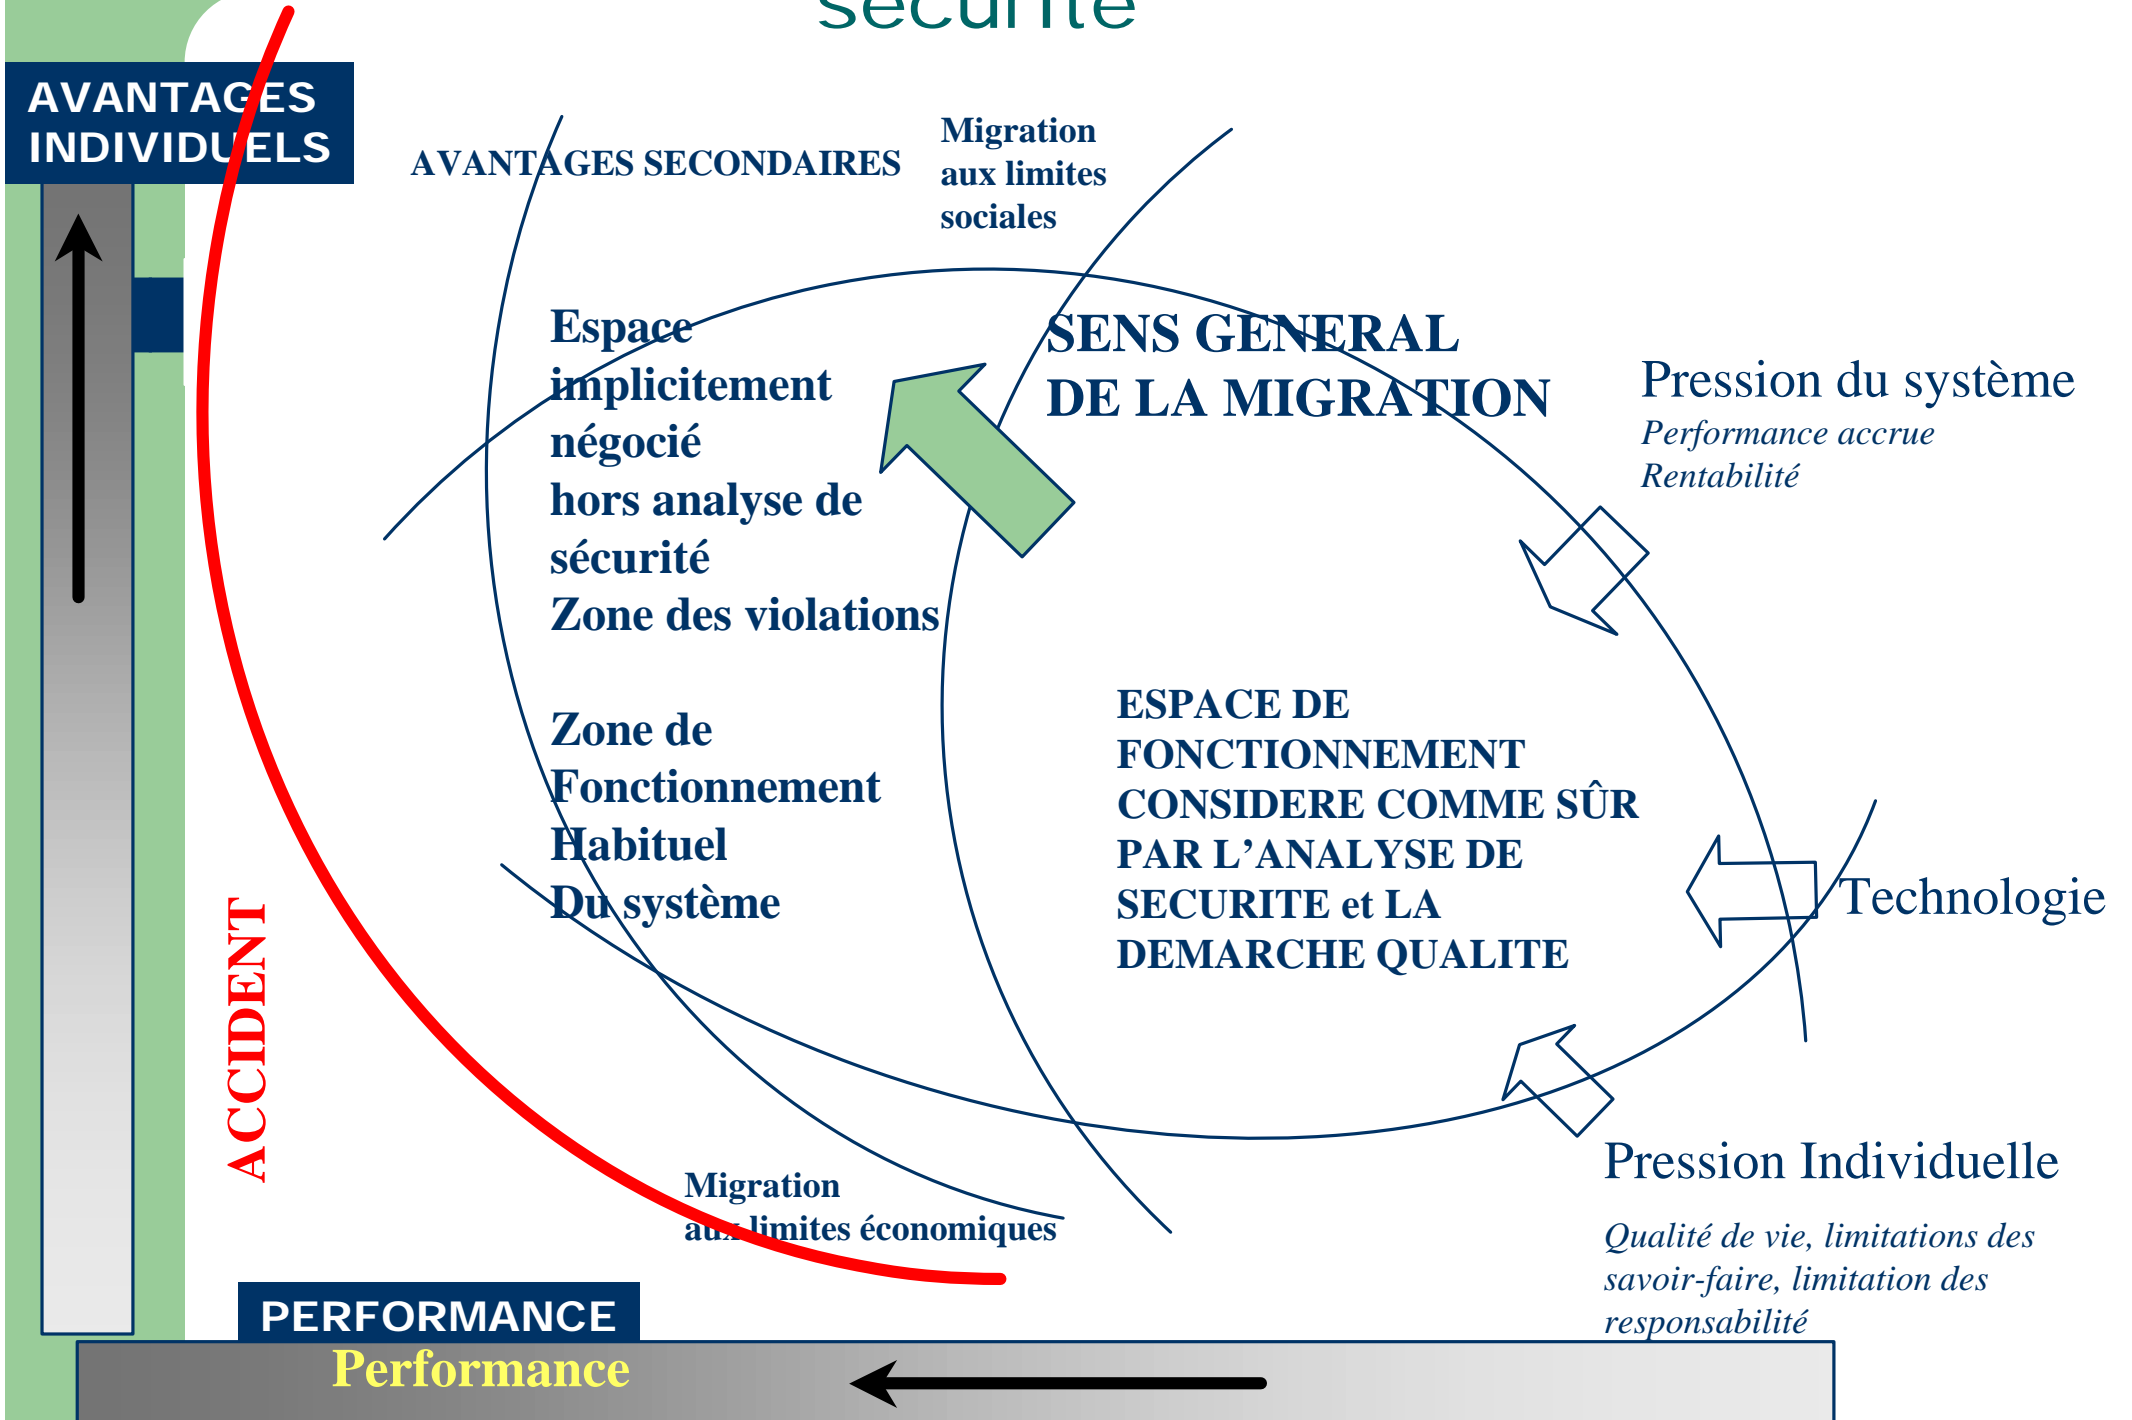 sécurité
AVANTAGES
INDIVIDUELS
AVANTAGES SECONDAIRES
Migration
aux limites
sociales
Espace
implicitement
négocié
hors analyse de
sécurité
Zone des violations
Zone de
Fonctionnement
Habituel
Du système
SENS GENERAL
DE LA MIGRATION
Pression du système
Performance accrue
Rentabilité
ESPACE DE
FONCTIONNEMENT
CONSIDERE COMME SÛR
PAR L’ANALYSE DE
SECURITE et LA
DEMARCHE QUALITE
Technologie
ACCIDENT
Migration
aux limites économiques
Pression Individuelle
Qualité de vie, limitations des
savoir-faire, limitation des
responsabilité
PERFORMANCE
Performance